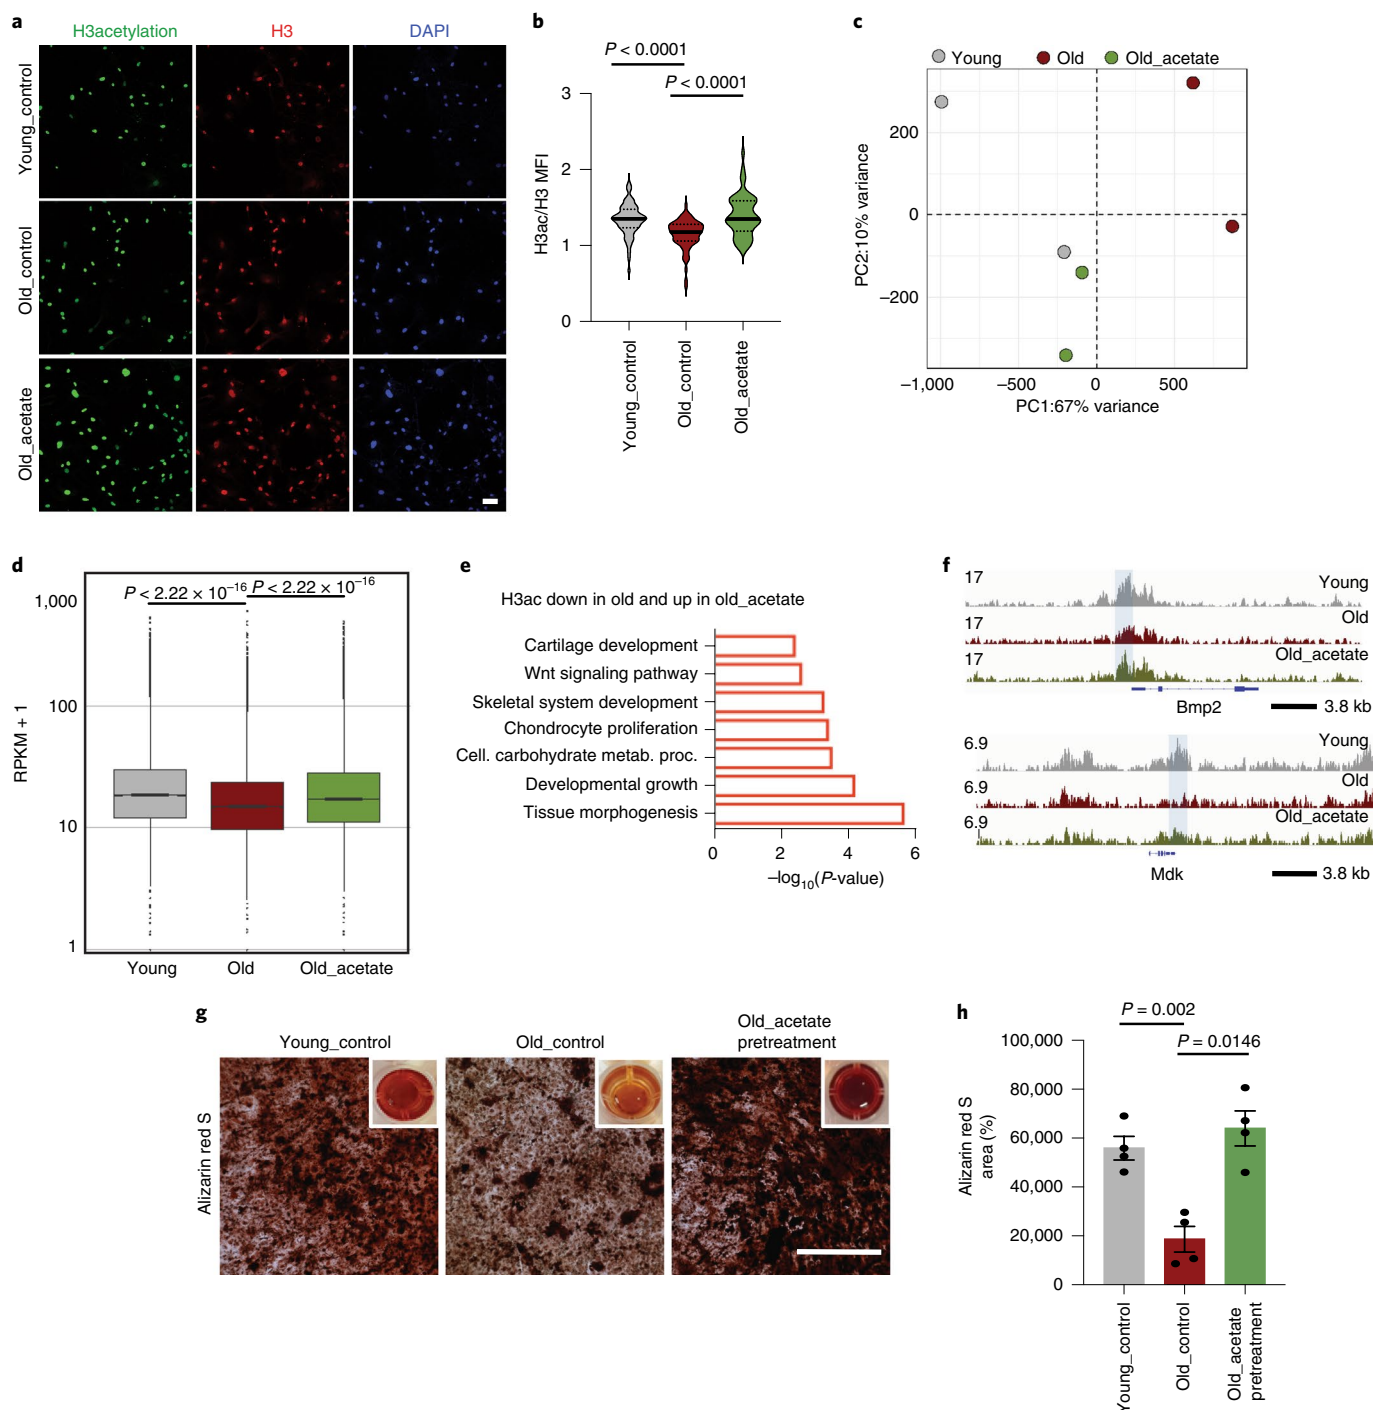 a
H3acetylation
H3
DAPI
Young_control
Old_control
Old_acetate
b
P < 0.0001
P < 0.0001
H3ac/H3 MFI
3
2
1
0
Young_control
Old_control
Old_acetate
c
Young
Old
Old_acetate
PC2:10% variance
200
0
−200
−1,000
−500
0
500
PC1:67% variance
d
P < 2.22 × 10−16
P < 2.22 × 10−16
RPKM + 1
1,000
100
10
1
Young
Old
Old_acetate
e
H3ac down in old and up in old_acetate
Cartilage development
Wnt signaling pathway
Skeletal system development
Chondrocyte proliferation
Cell. carbohydrate metab. proc.
Developmental growth
Tissue morphogenesis
0
2
4
6
−log10(P-value)
f
17
Young
17
Old
17
Old_acetate
Bmp2
3.8 kb
6.9
Young
6.9
Old
6.9
Old_acetate
Mdk
3.8 kb
g
Young_control
Old_control
Old_acetate
pretreatment
Alizarin red S
h
P = 0.002
P = 0.0146
Alizarin red S
area (%)
100,000
80,000
60,000
40,000
20,000
0
Young_control
Old_control
Old_acetate
pretreatment